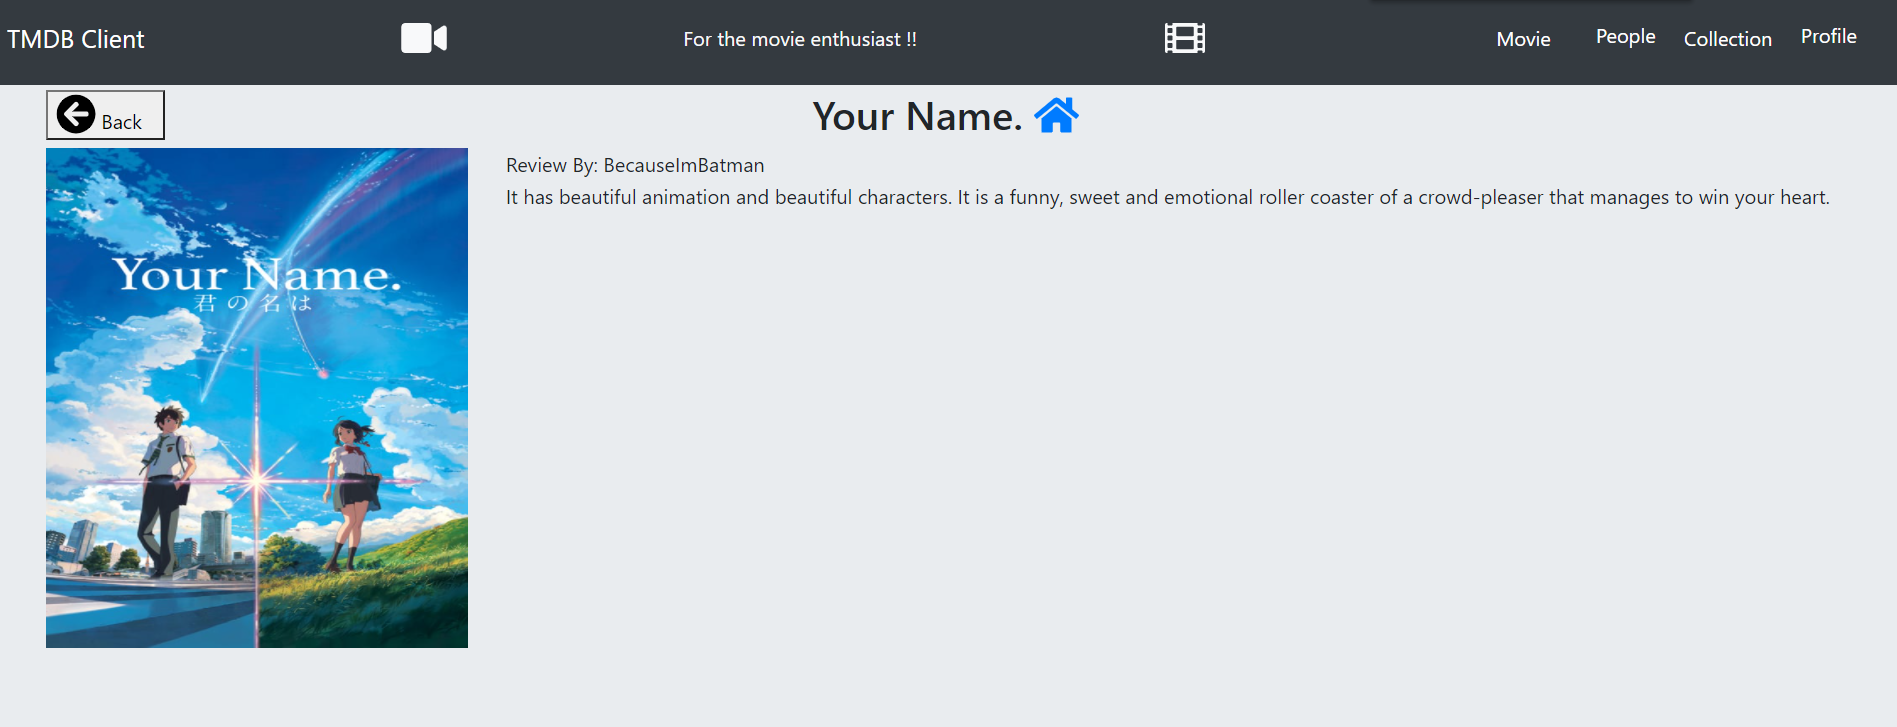 TMDB Client
For the movie enthusiast !!
Movie
People
Collection
Profile
Back
Your Name.
Your Name.
君の名は
Review By: BecauseImBatman
It has beautiful animation and beautiful characters. It is a funny, sweet and emotional roller coaster of a crowd-pleaser that manages to win your heart.